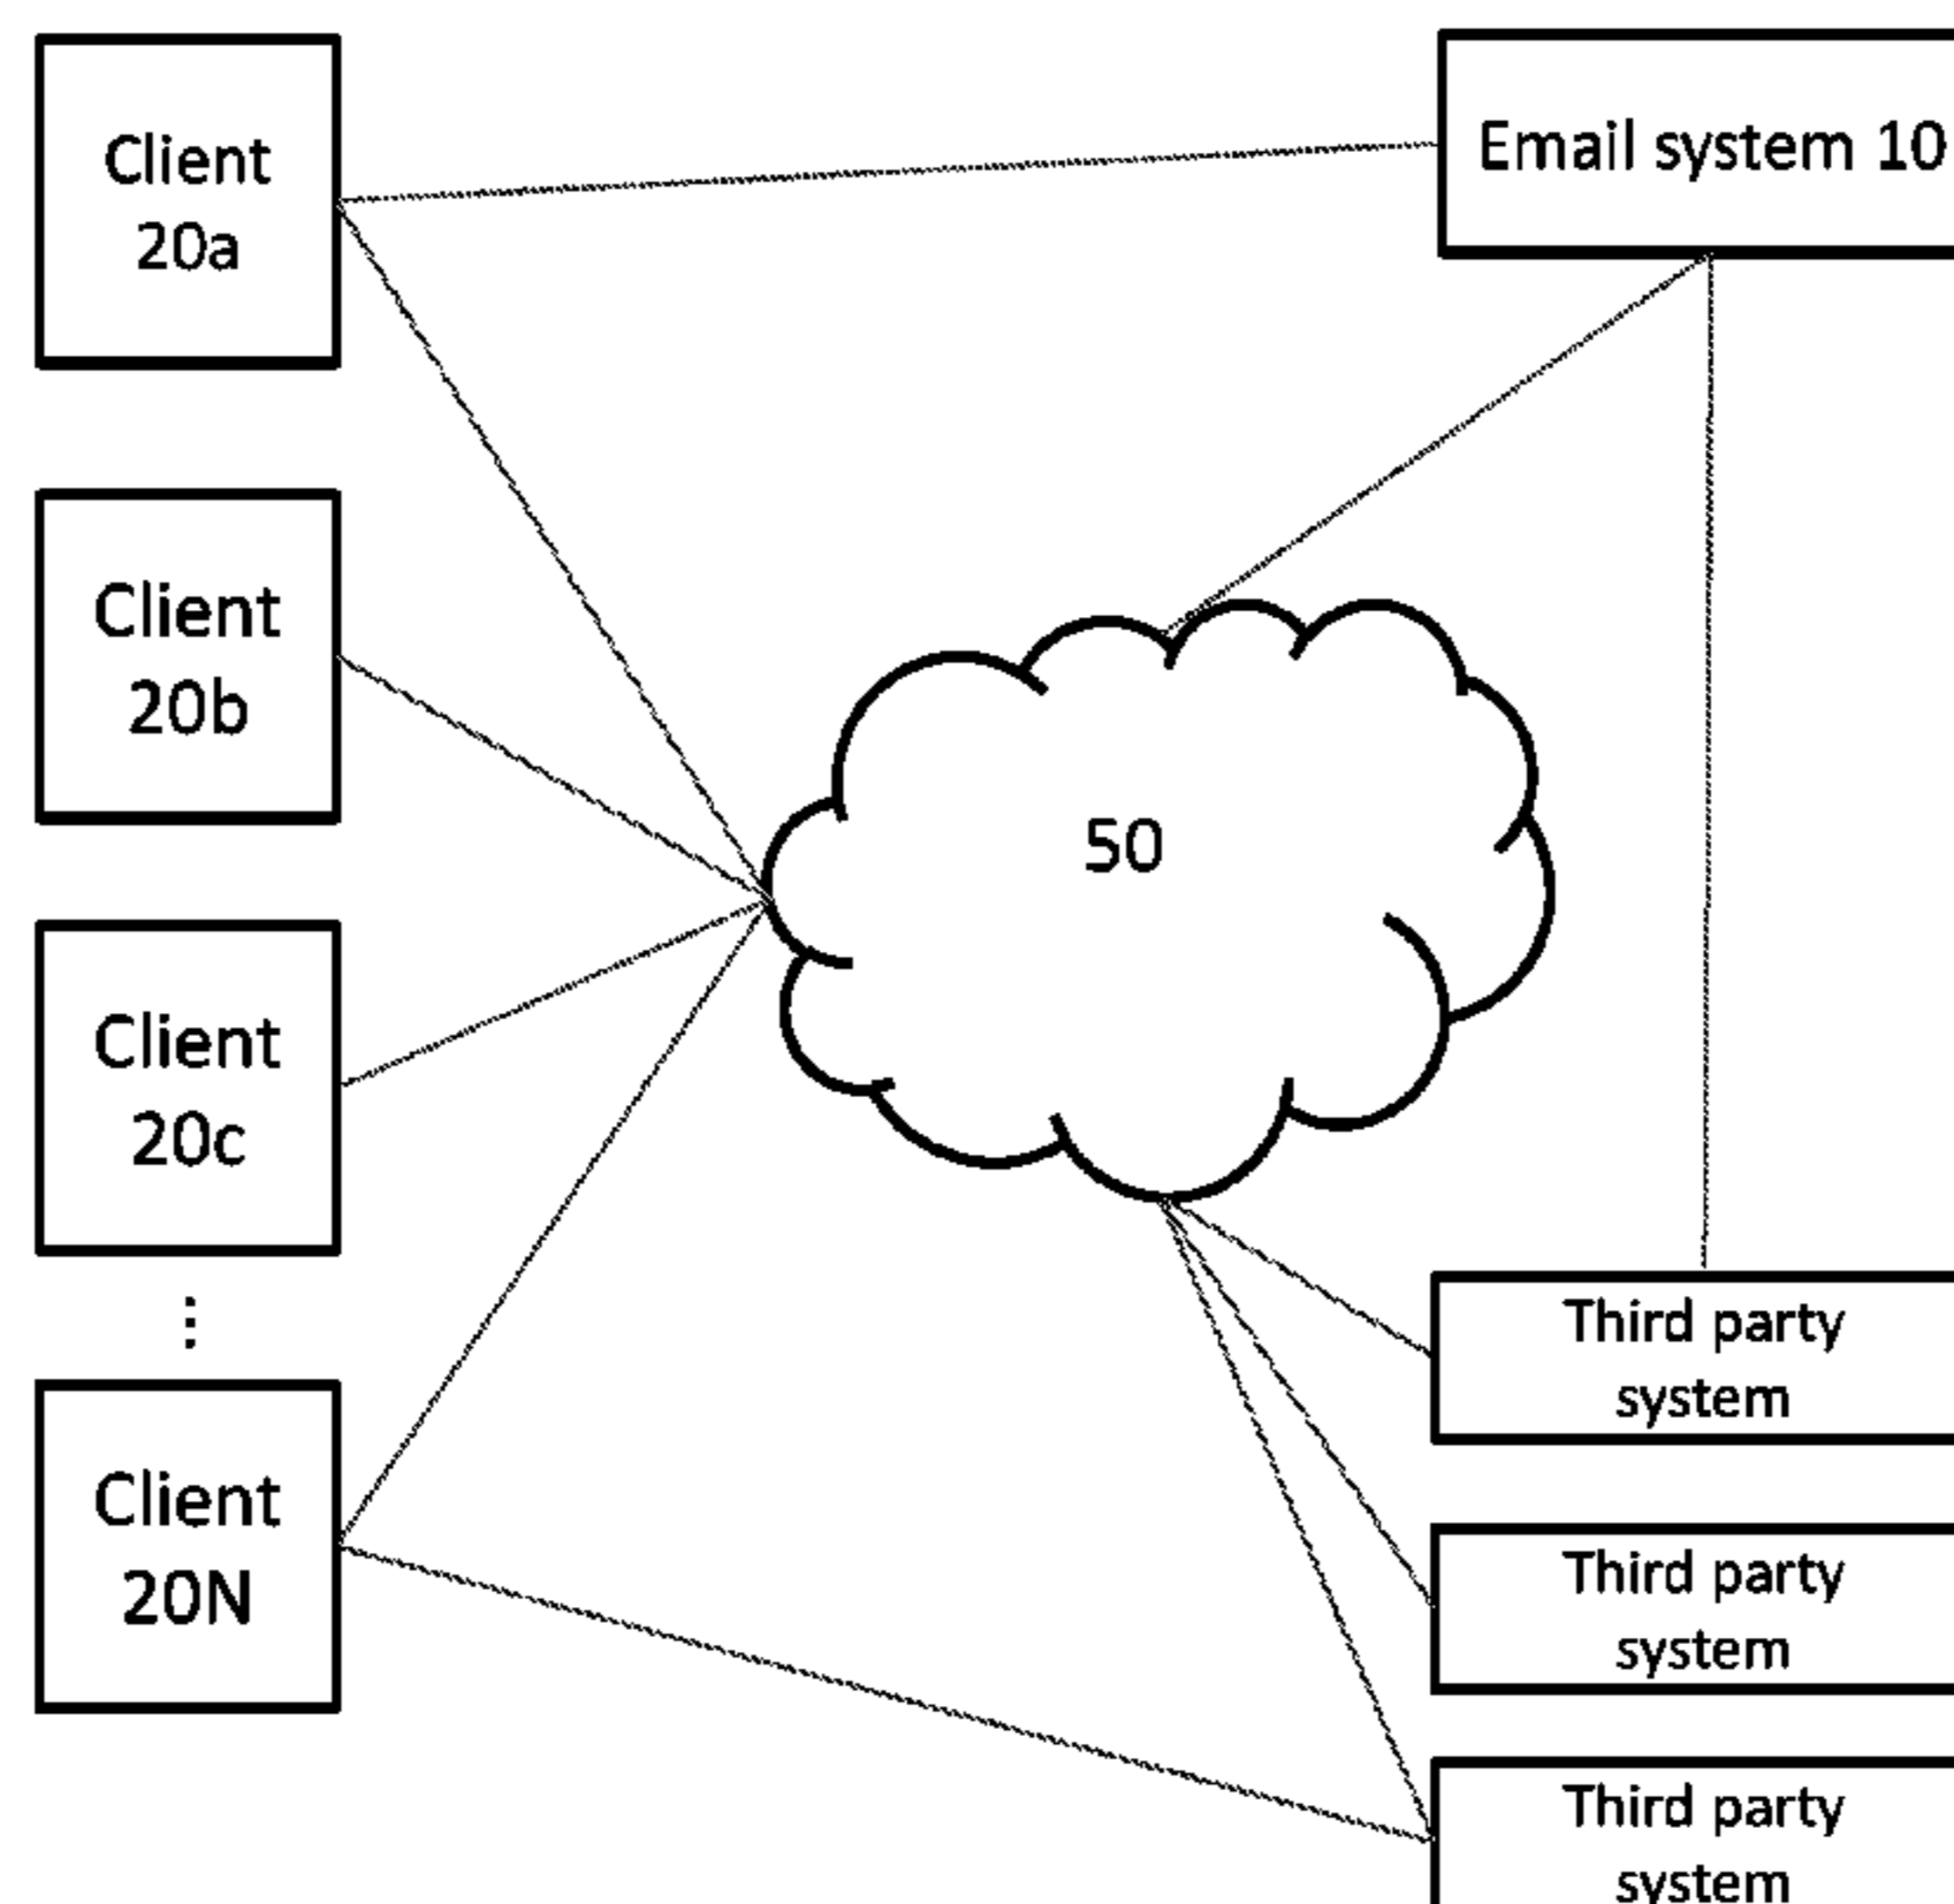 Client
20a
Email system 10
Client
20b
50
Client
20c
⋮
Third party
system
Client
20N
Third party
system
Third party
system